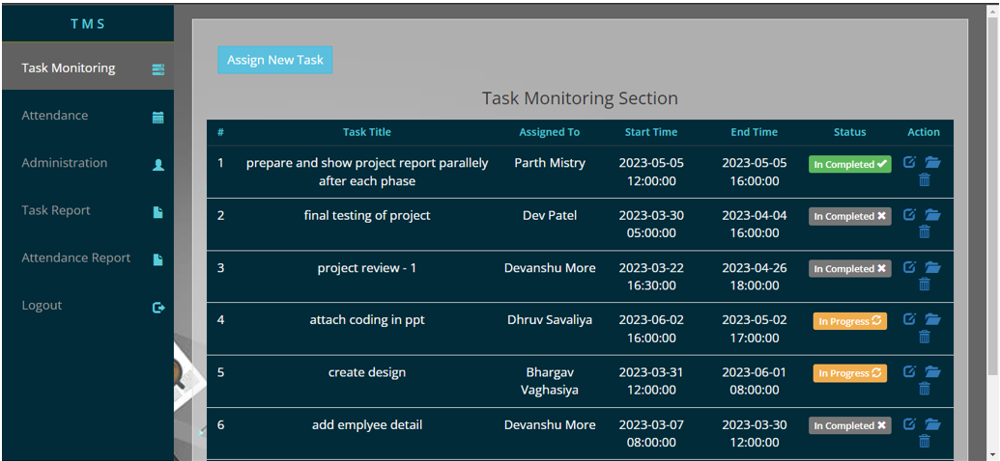 T M S
Task Monitoring
Attendance
Administration
Task Report
Attendance Report
Logout
Assign New Task
Task Monitoring Section
# Task Title Assigned To Start Time End Time Status Action
1 prepare and show project report parallely Parth Mistry 2023-05-05 2023-05-05 In Completed
after each phase 12:00:00 16:00:00
2 final testing of project Dev Patel 2023-03-30 2023-04-04 In Completed
05:00:00 16:00:00
3 project review - 1 Devanshu More 2023-03-22 2023-04-26 In Completed
16:30:00 18:00:00
4 attach coding in ppt Dhruv Savaliya 2023-06-02 2023-05-02 In Progress
16:00:00 17:00:00
5 create design Bhargav 2023-03-31 2023-06-01 In Progress
Vaghasiya 12:00:00 08:00:00
6 add emplyee detail Devanshu More 2023-03-07 2023-03-30 In Completed
08:00:00 12:00:00